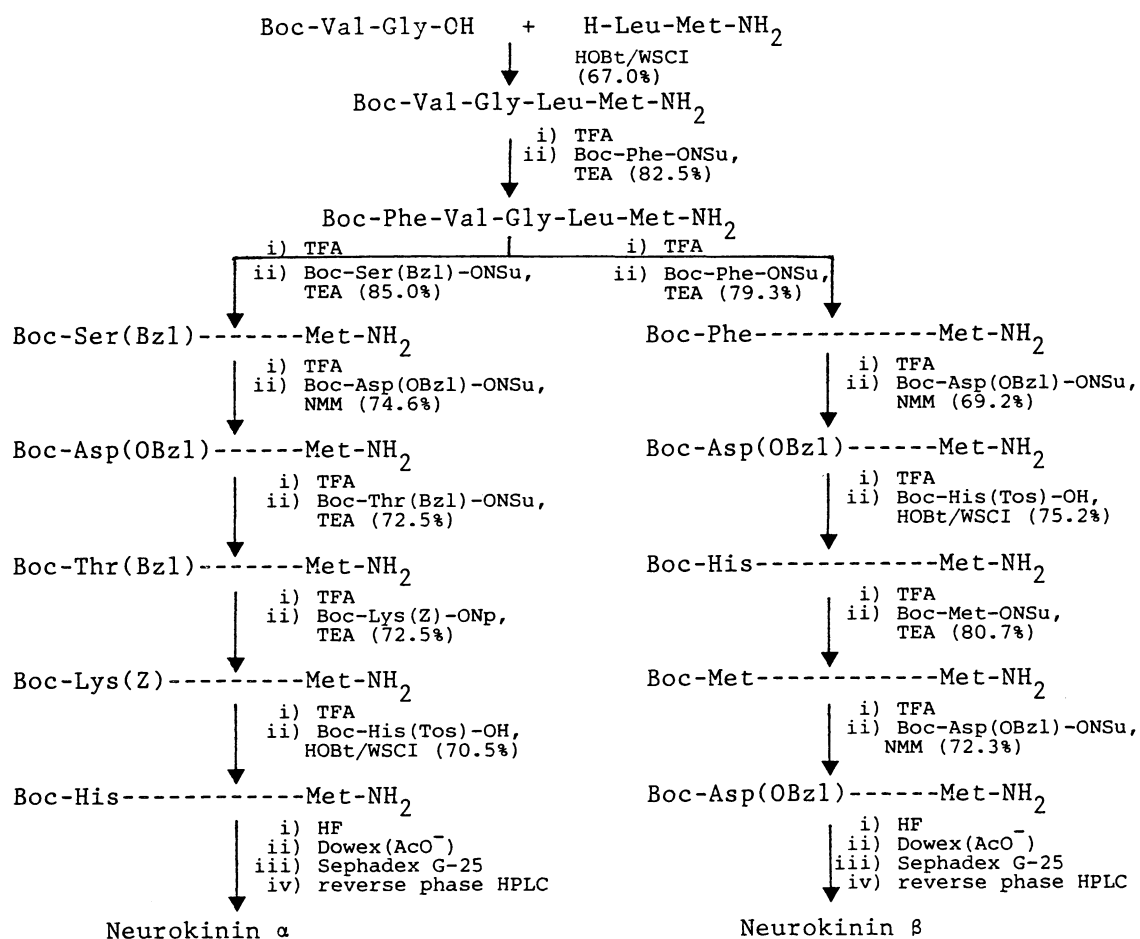 Boc-Val-Gly-OH + H-Leu-Met-NH2
HOBt/WSCI
(67.0%)
Boc-Val-Gly-Leu-Met-NH2
i) TFA
ii) Boc-Phe-ONSu,
TEA (82.5%)
Boc-Phe-Val-Gly-Leu-Met-NH2
i) TFA
ii) Boc-Ser(Bzl)-ONSu,
TEA (85.0%)
i) TFA
ii) Boc-Phe-ONSu,
TEA (79.3%)
Boc-Ser(Bzl)------Met-NH2
i) TFA
ii) Boc-Asp(OBzl)-ONSu,
NMM (74.6%)
Boc-Asp(OBzl)------Met-NH2
i) TFA
ii) Boc-Thr(Bzl)-ONSu,
TEA (72.5%)
Boc-Thr(Bzl)-------Met-NH2
i) TFA
ii) Boc-Lys(Z)-ONp,
TEA (72.5%)
Boc-Lys(Z)---------Met-NH2
i) TFA
ii) Boc-His(Tos)-OH,
HOBt/WSCI (70.5%)
Boc-His------------Met-NH2
i) HF
ii) Dowex(AcO-)
iii) Sephadex G-25
iv) reverse phase HPLC
Neurokinin α
Boc-Phe------------Met-NH2
i) TFA
ii) Boc-Asp(OBzl)-ONSu,
NMM (69.2%)
Boc-Asp(OBzl)------Met-NH2
i) TFA
ii) Boc-His(Tos)-OH,
HOBt/WSCI (75.2%)
Boc-His------------Met-NH2
i) TFA
ii) Boc-Met-ONSu,
TEA (80.7%)
Boc-Met------------Met-NH2
i) TFA
ii) Boc-Asp(OBzl)-ONSu,
NMM (72.3%)
Boc-Asp(OBzl)------Met-NH2
i) HF
ii) Dowex(AcO-)
iii) Sephadex G-25
iv) reverse phase HPLC
Neurokinin β